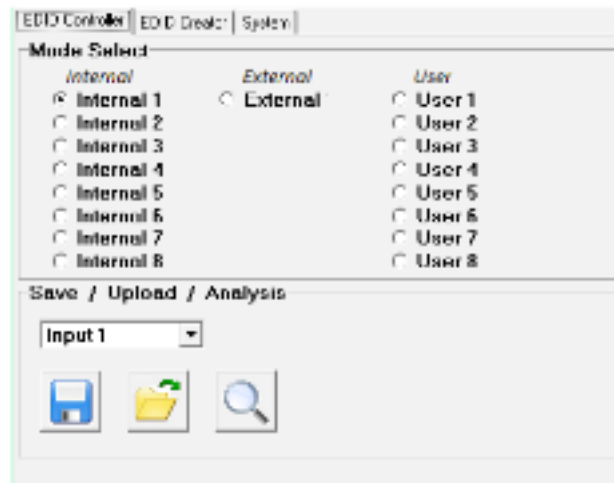 EDID Controller EDID Creator System
Mode Select
Internal External User
Internal 1 External User 1
Internal 2 User 2
Internal 3 User 3
Internal 4 User 4
Internal 5 User 5
Internal 6 User 6
Internal 7 User 7
Internal 8 User 8
Save / Upload / Analysis
Input 1